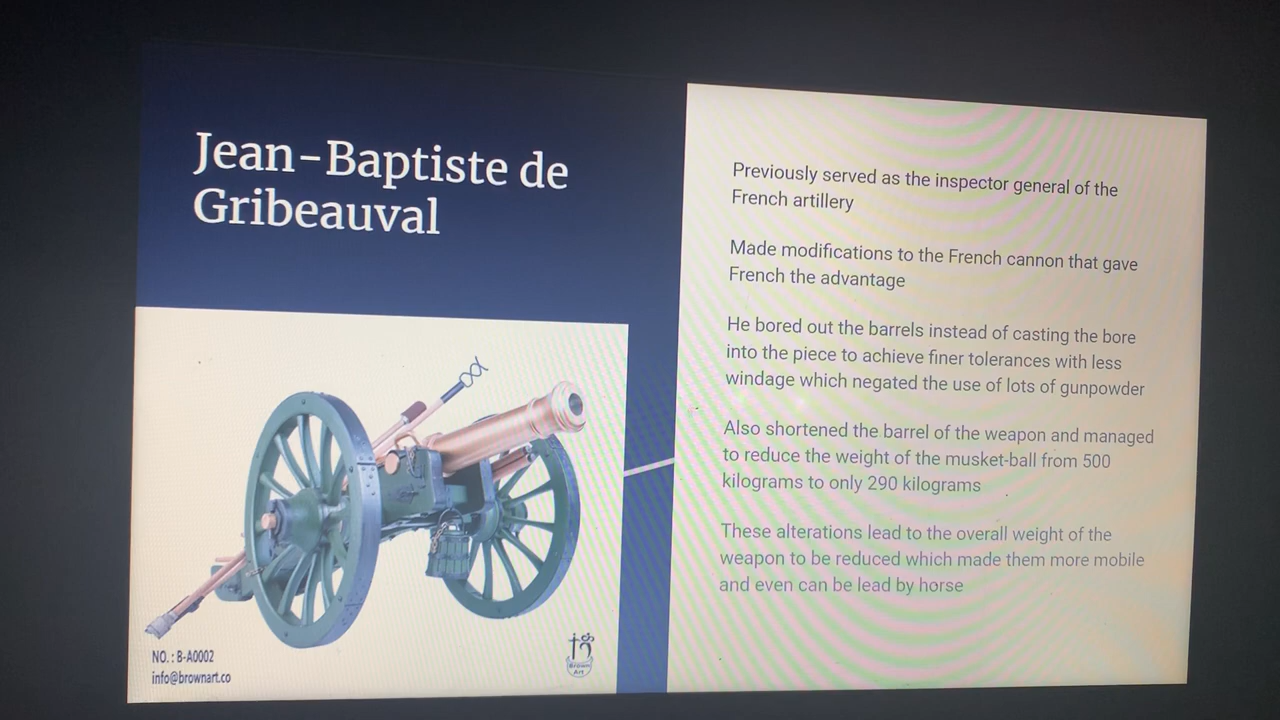 Jean-Baptiste de
Gribeauval
Previously served as the inspector general of the
French artillery
Made modifications to the French cannon that gave
French the advantage
He bored out the barrels instead of casting the bore
into the piece to achieve finer tolerances with less
windage which negated the use of lots of gunpowder
Also shortened the barrel of the weapon and managed
to reduce the weight of the musket-ball from 500
kilograms to only 290 kilograms
These alterations lead to the overall weight of the
weapon to be reduced which made them more mobile
and even can be lead by horse
NO. : B-A0002
info@brownart.co
Brown
Art